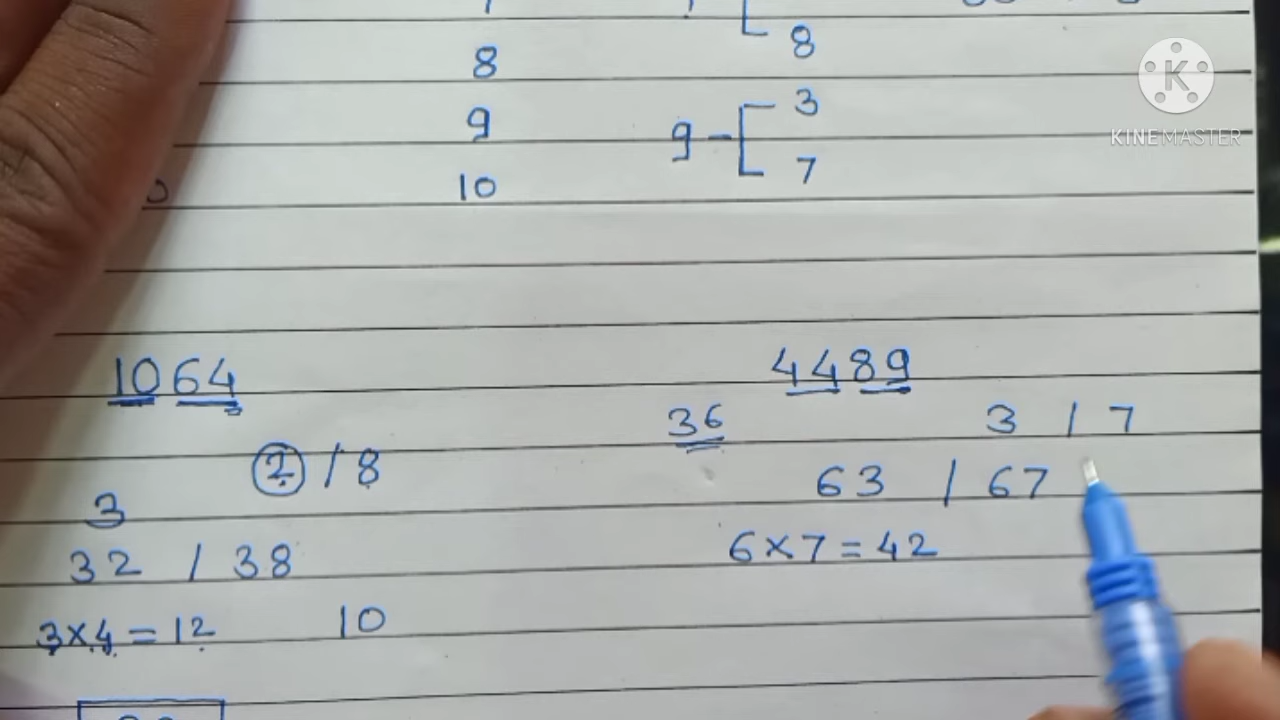 8
8
3
9
9 - [
7
10
KINEMASTER
1064
4489
36
3 / 7
2 / 8
3
63 / 67
32 / 38
6×7=42
3×4=12
10